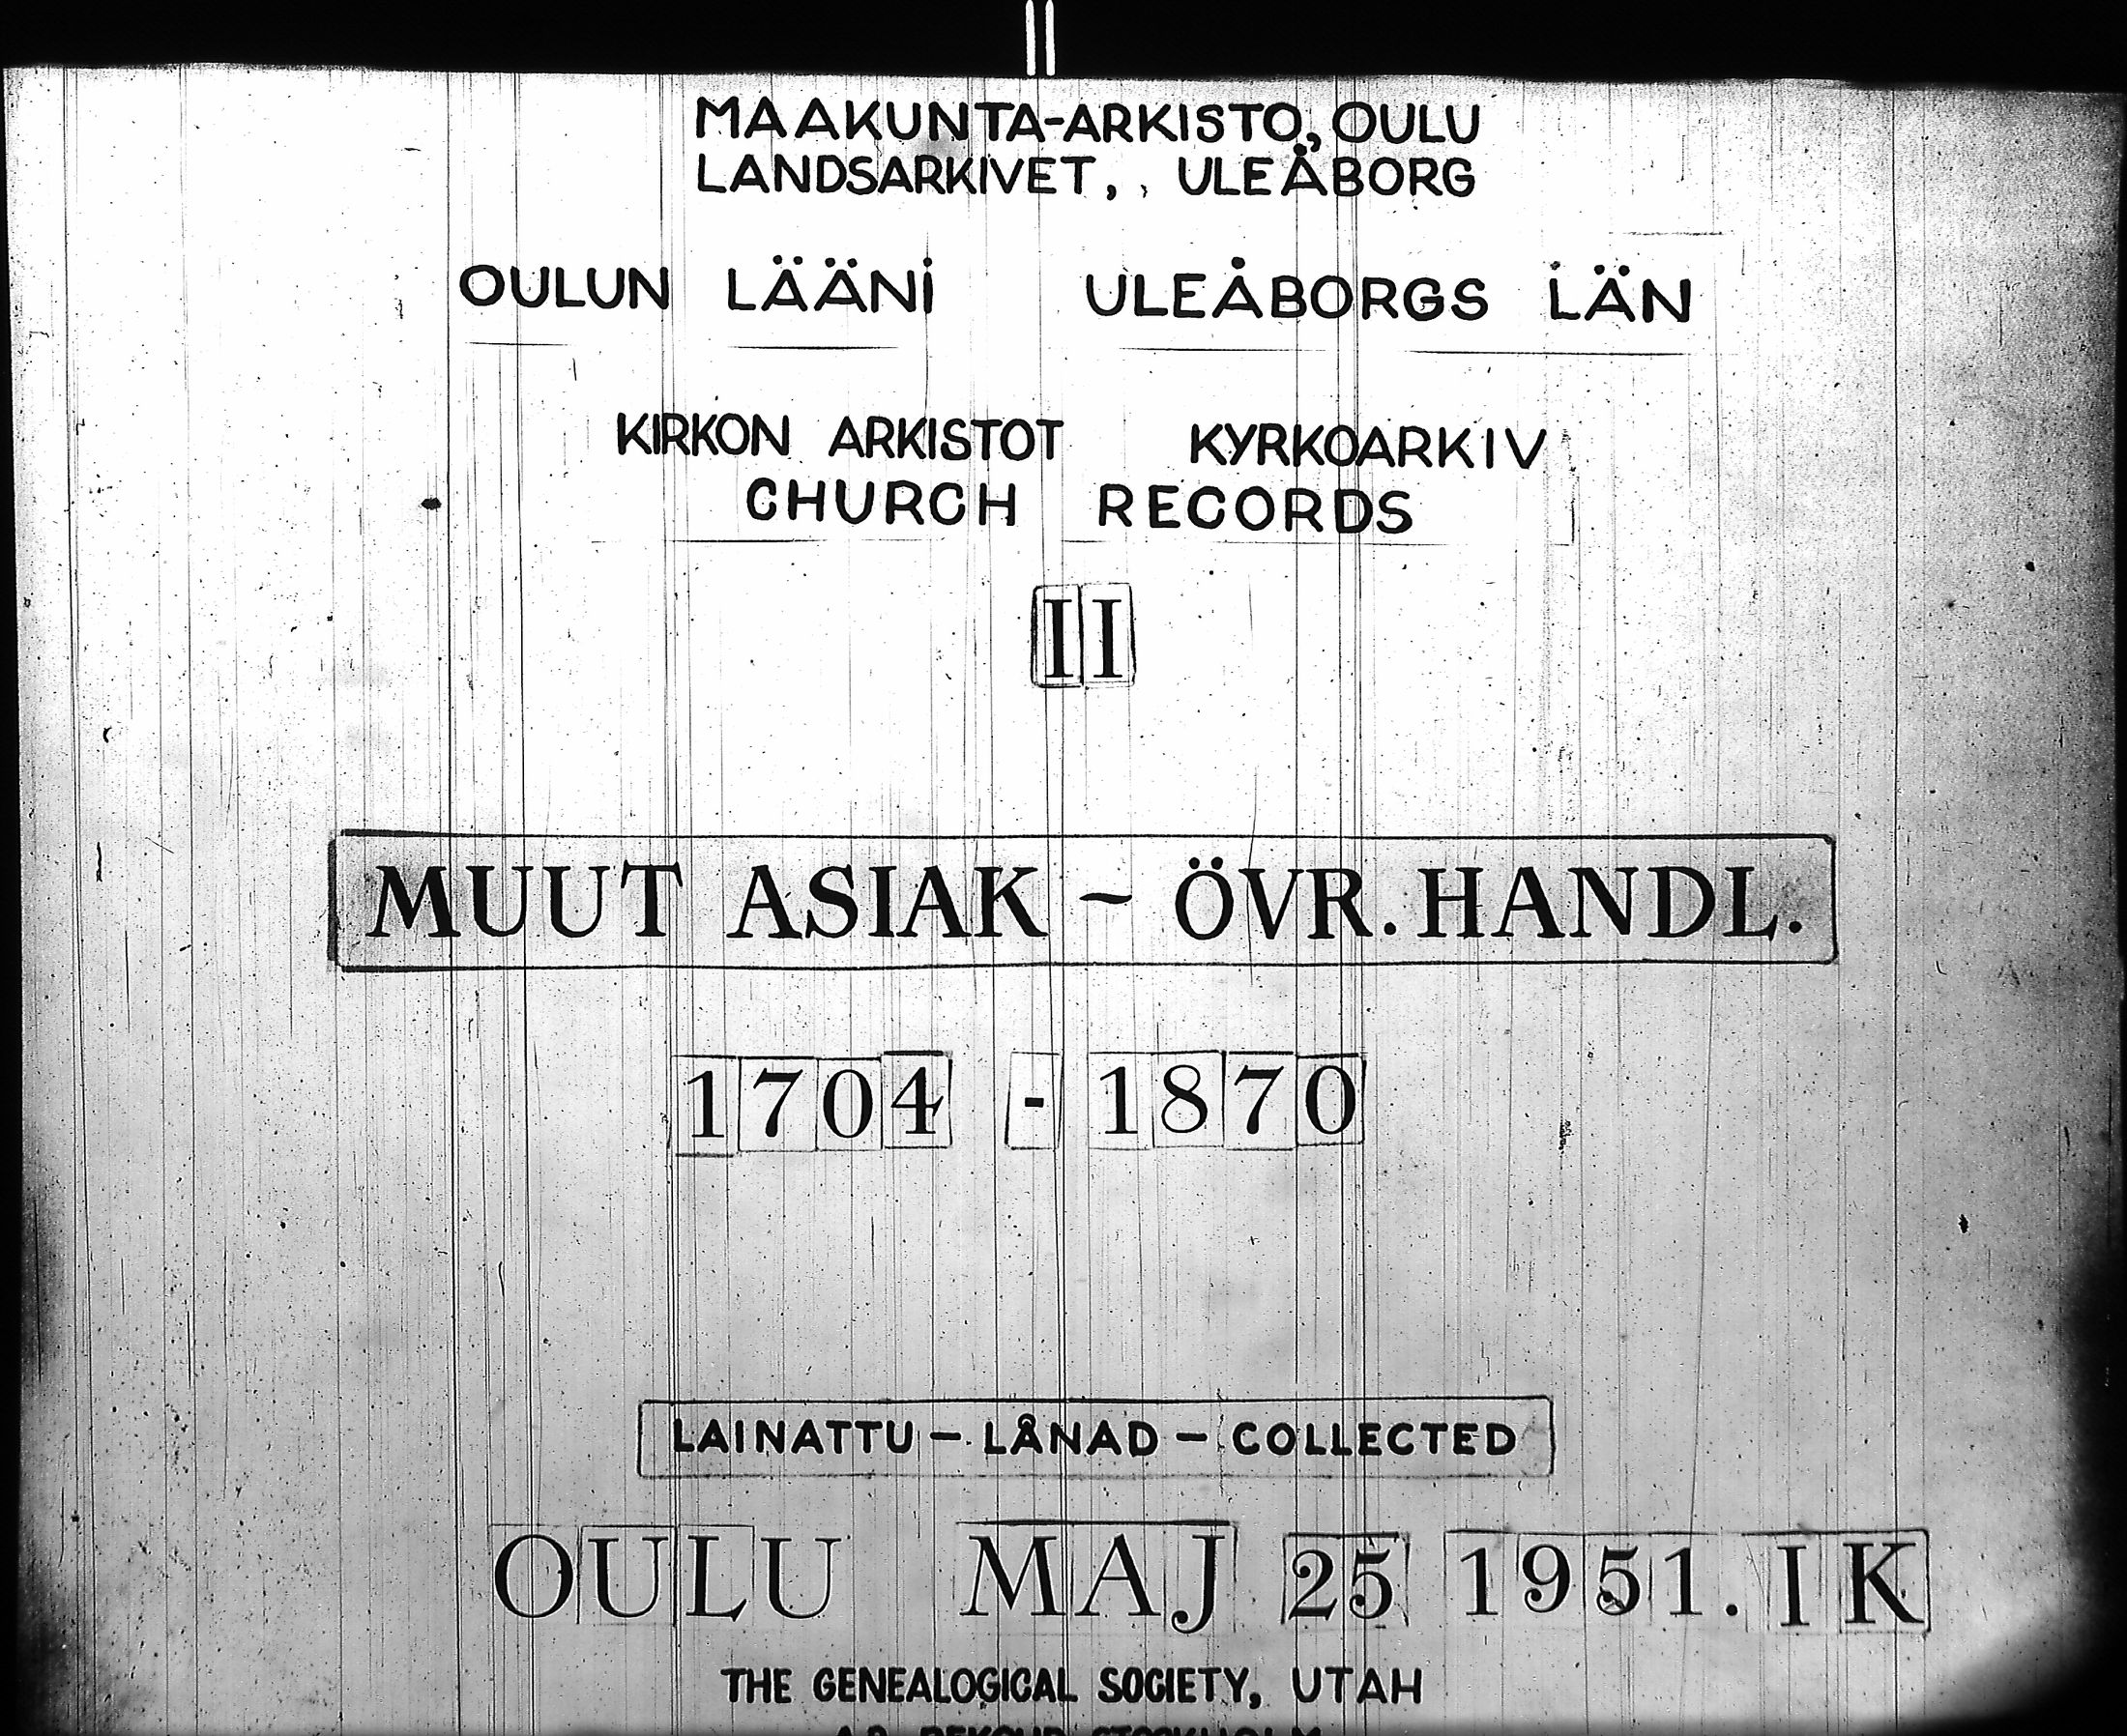 MAAKUNTA-ARKISTO, OULU
LANDSARKIVET, ULEÅBORG
OULUN LÄÄNI ULEÅBORGS LÄN
KIRKON ARKISTOT KYRKOARKIV
CHURCH RECORDS
II
MUUT ASIAK ~ ÖVR. HANDL.
1704 - 1870
LAINATTU – LÅNAD – COLLECTED
OULU MAJ 25 1951. IK
THE GENEALOGICAL SOCIETY, UTAH